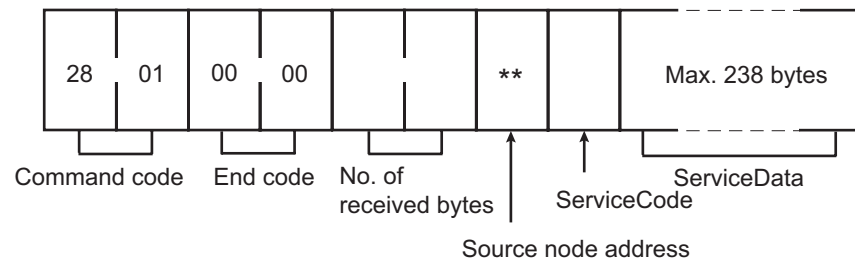 28 01 00 00 ** Max. 238 bytes
Command code End code No. of received bytes ServiceCode ServiceData
Source node address